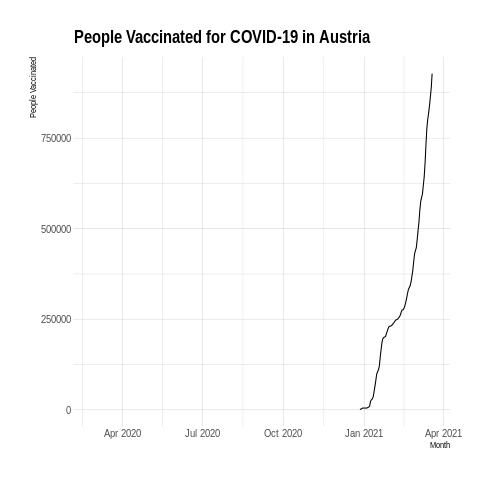 People Vaccinated for COVID-19 in Austria
People Vaccinated
750000
500000
250000
0
Apr 2020 Jul 2020 Oct 2020 Jan 2021 Apr 2021
Month